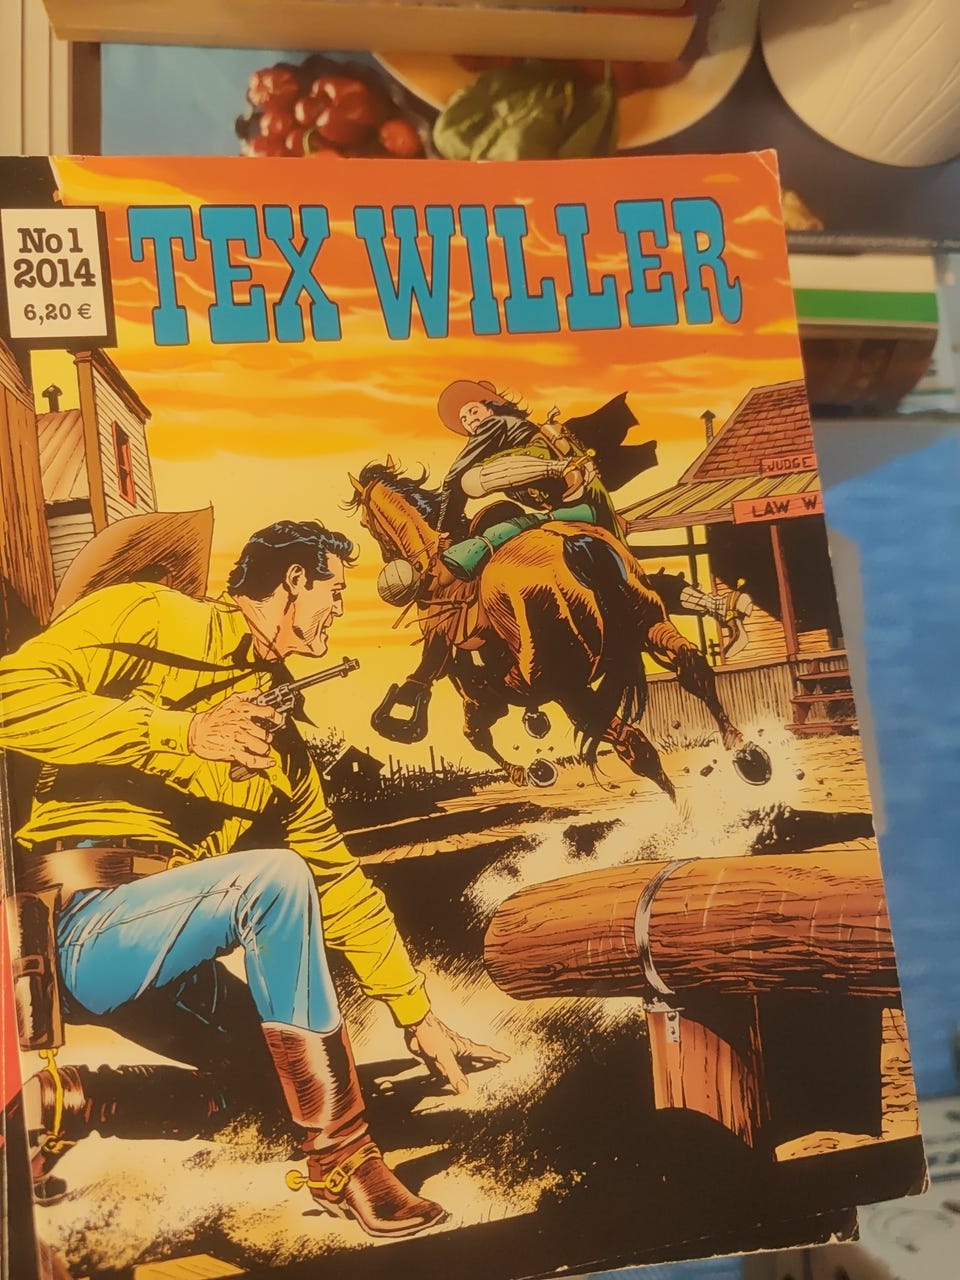 No 1
2014
6,20 €
TEX WILLER
JUDGE
LAW W